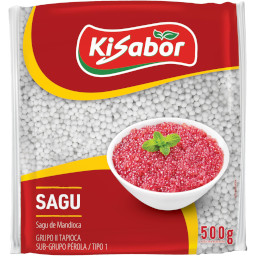 KiSabor
SAGU
Sagu de Mandioca
GRUPO II TAPIOCA
SUB-GRUPO PÉROLA / TIPO 1
500g